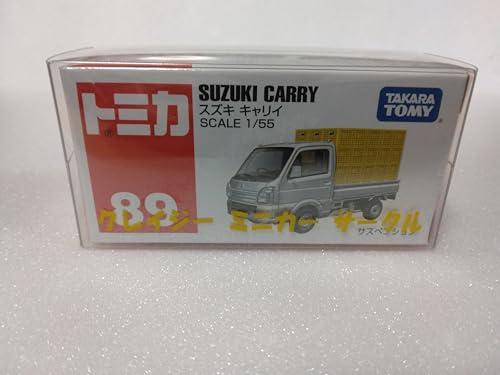 トミカ
89
SUZUKI CARRY
スズキ キャリイ
SCALE 1/55
TAKARA
TOMY
クレイジー ミニカー サークル
サスペンション